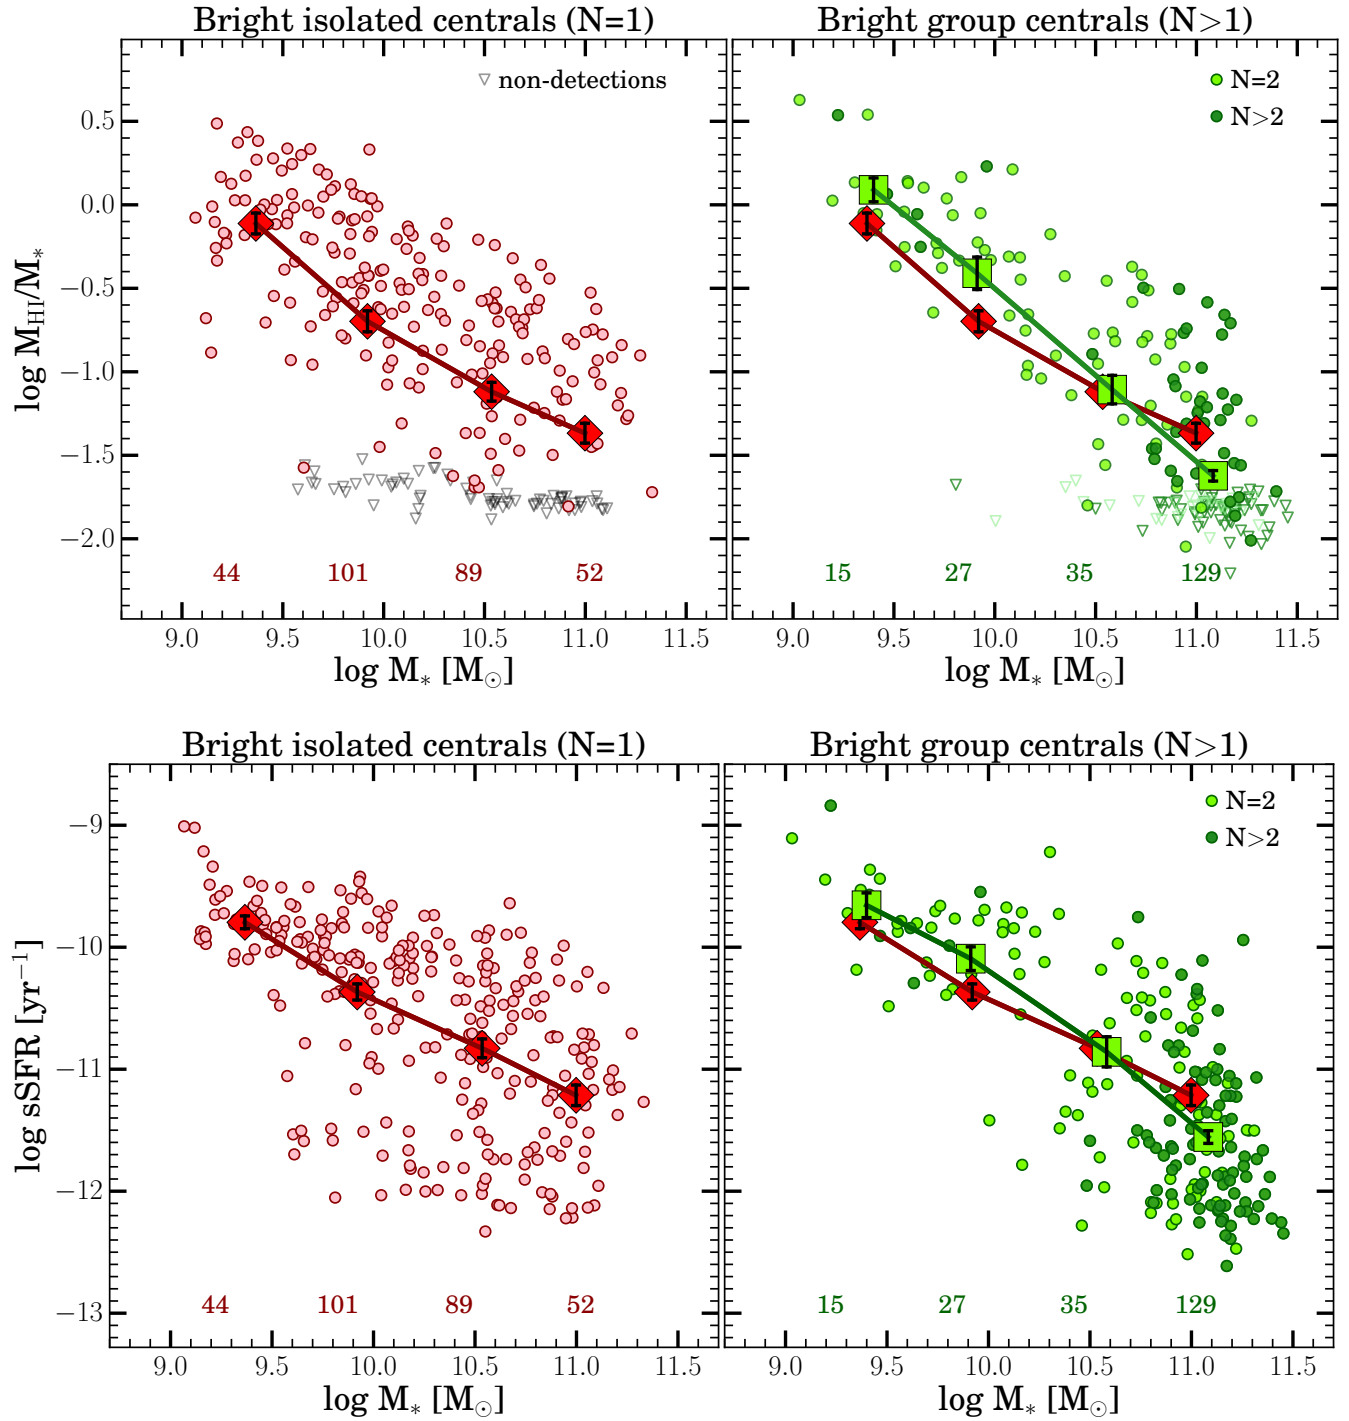 Bright isolated centrals (N=1)
Bright group centrals (N>1)
non-detections
N=2
N>2
0.5
0.0
−0.5
−1.0
−1.5
−2.0
log M_HI/M_*
44 101 89 52
15 27 35 129
9.0 9.5 10.0 10.5 11.0 11.5
9.0 9.5 10.0 10.5 11.0 11.5
log M_* [M_⊙]
log M_* [M_⊙]
Bright isolated centrals (N=1)
Bright group centrals (N>1)
N=2
N>2
−9
−10
−11
−12
−13
log sSFR [yr⁻¹]
44 101 89 52
15 27 35 129
9.0 9.5 10.0 10.5 11.0 11.5
9.0 9.5 10.0 10.5 11.0 11.5
log M_* [M_⊙]
log M_* [M_⊙]